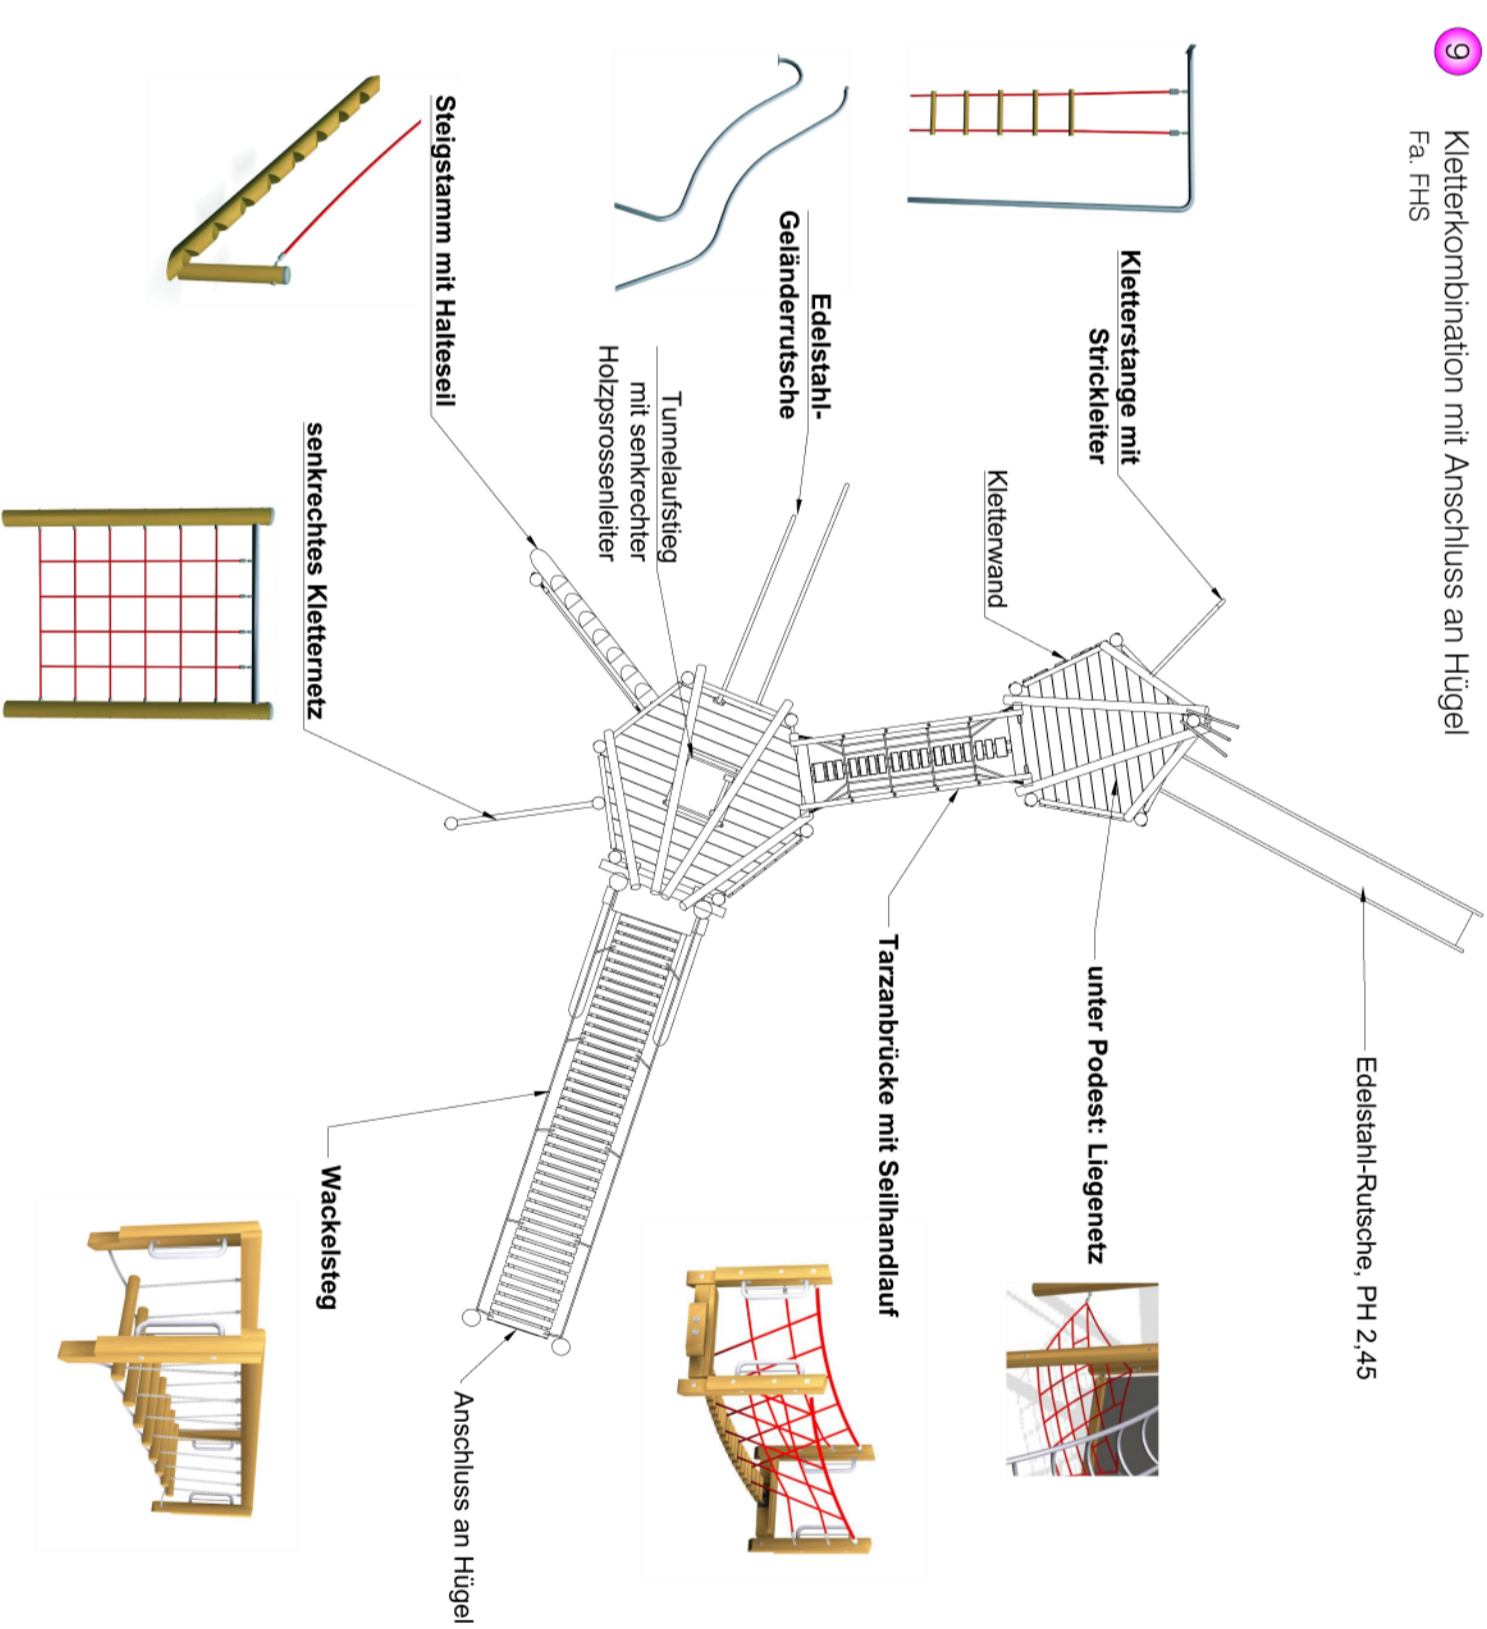 9
Kletterkombination mit Anschluss an Hügel
Fa. FHS
Kletterstange mit
Strickleiter
Kletterwand
Edelstahl-Rutsche, PH 2,45
unter Podest: Liegenetz
Edelstahl-
Geländerrutsche
Tarzanbrücke mit Seilhandlauf
Tunnelaufstieg
mit senkrechter
Holzpsrossenleiter
Steigstamm mit Halteseil
senkrechtes Kletternetz
Wackelsteg
Anschluss an Hügel